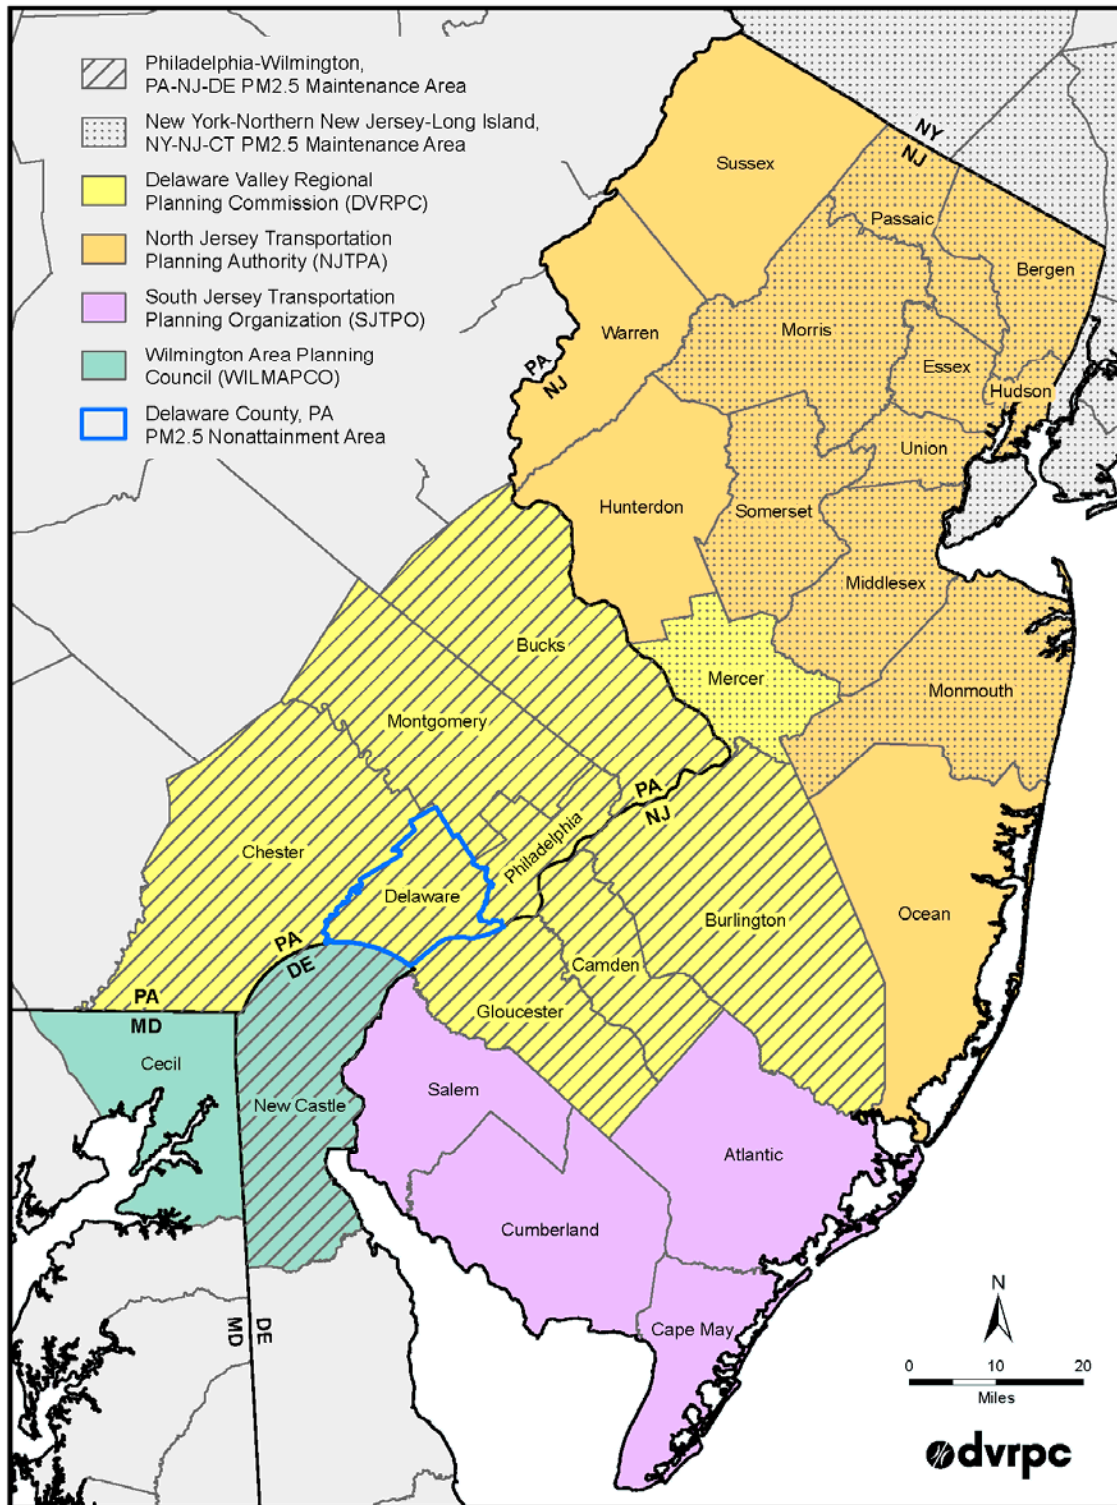 Philadelphia-Wilmington,
PA-NJ-DE PM2.5 Maintenance Area
New York-Northern New Jersey-Long Island,
NY-NJ-CT PM2.5 Maintenance Area
Delaware Valley Regional
Planning Commission (DVRPC)
North Jersey Transportation
Planning Authority (NJTPA)
South Jersey Transportation
Planning Organization (SJTPO)
Wilmington Area Planning
Council (WILMAPCO)
Delaware County, PA
PM2.5 Nonattainment Area
NY
NJ
Sussex
Passaic
Bergen
Warren
Morris
Essex
Hudson
PA
NJ
Union
Hunterdon
Somerset
Middlesex
Bucks
Mercer
Monmouth
Montgomery
PA
NJ
Philadelphia
Chester
Delaware
Burlington
Ocean
PA
DE
Camden
Gloucester
PA
MD
Cecil
New Castle
Salem
Atlantic
Cumberland
Cape May
MD
DE
N
0 10 20
Miles
dvrpc